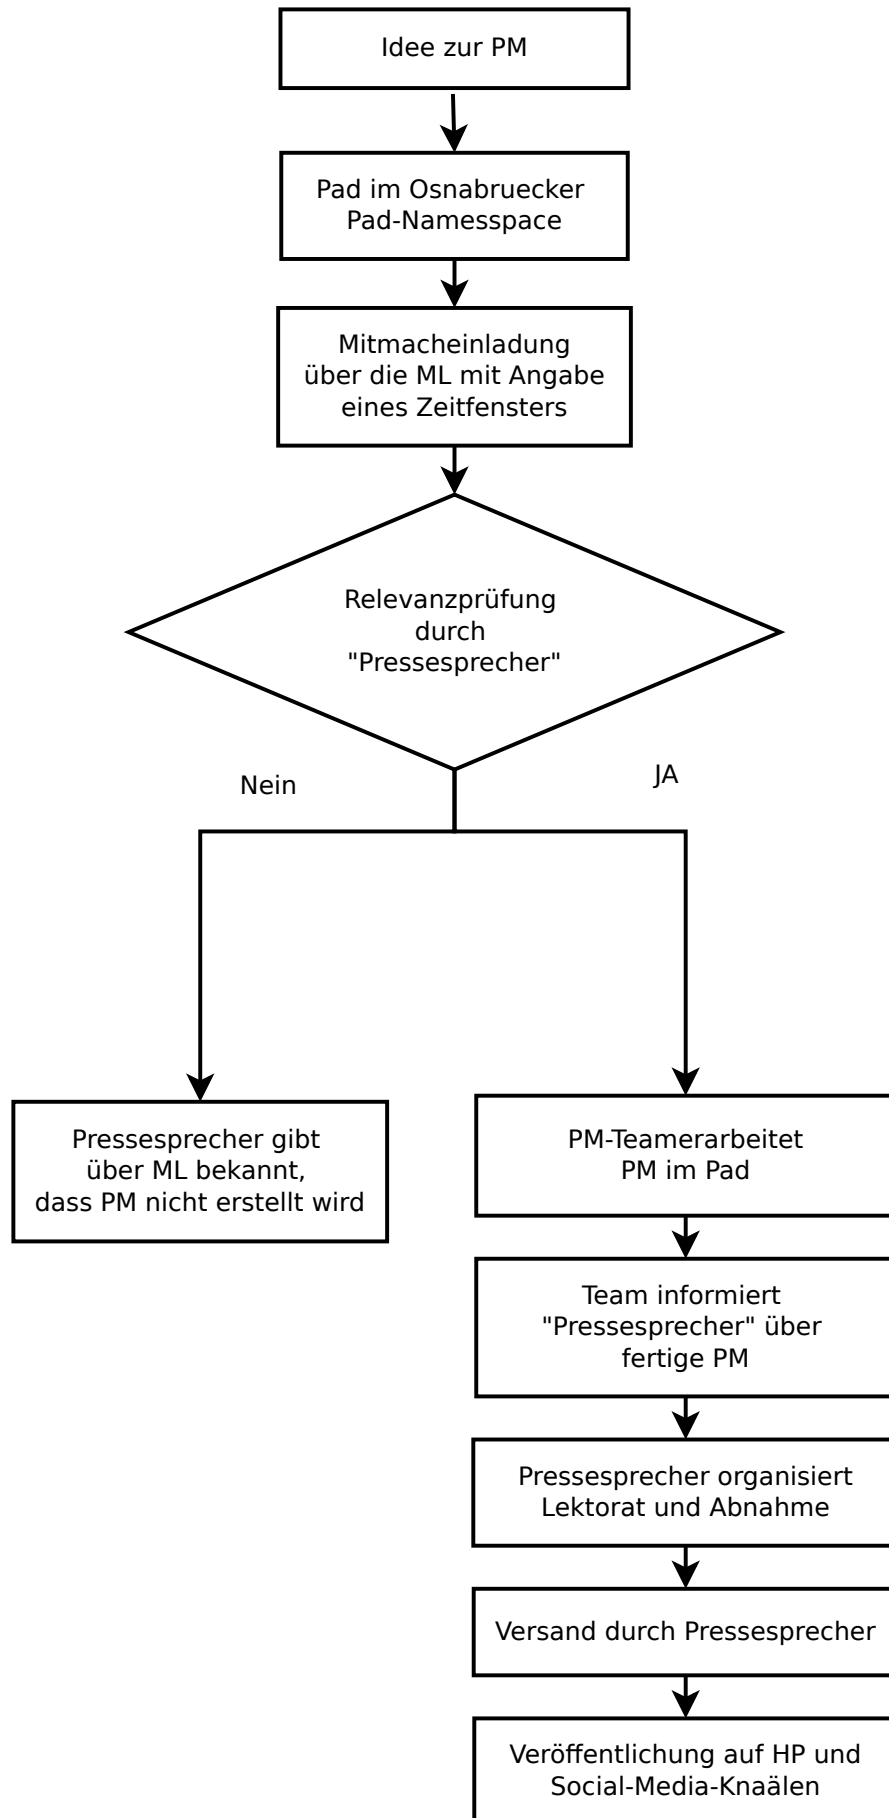 Idee zur PM
Pad im Osnabruecker
Pad-Namesspace
Mitmacheinladung
über die ML mit Angabe
eines Zeitfensters
Relevanzprüfung
durch
"Pressesprecher"
Nein
JA
Pressesprecher gibt
über ML bekannt,
dass PM nicht erstellt wird
PM-Teamerarbeitet
PM im Pad
Team informiert
"Pressesprecher" über
fertige PM
Pressesprecher organisiert
Lektorat und Abnahme
Versand durch Pressesprecher
Veröffentlichung auf HP und
Social-Media-Knaälen